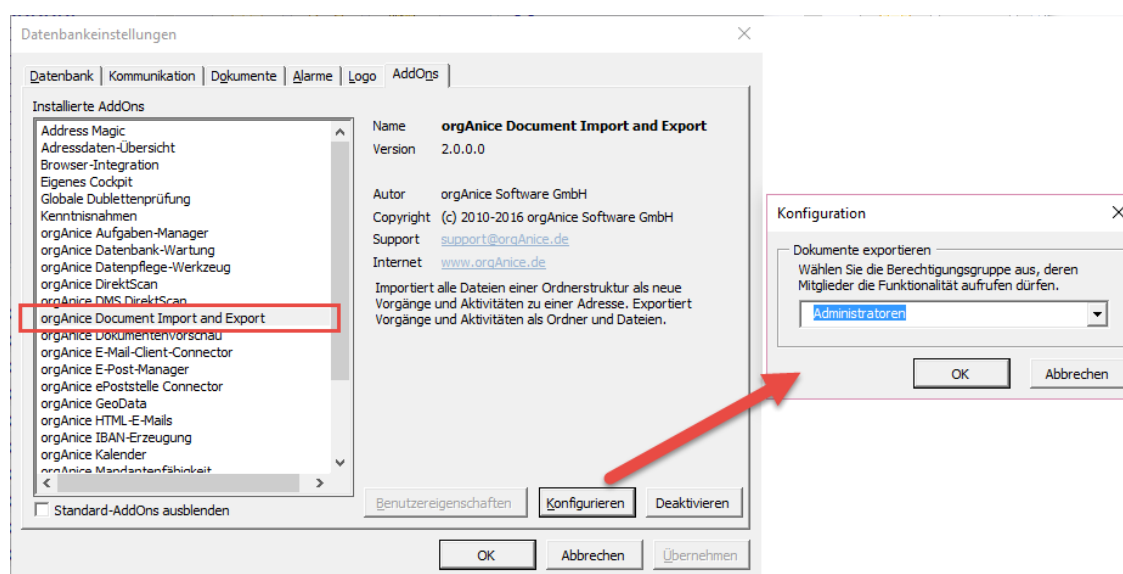 Datenbankeinstellungen
Datenbank Kommunikation Dokumente Alarme Logo AddOns
Installierte AddOns
Address Magic
Adressdaten-Übersicht
Browser-Integration
Eigenes Cockpit
Globale Dublettenprüfung
Kenntnisnahmen
orgAnice Aufgaben-Manager
orgAnice Datenbank-Wartung
orgAnice Datenpflege-Werkzeug
orgAnice DirektScan
orgAnice DMS DirektScan
orgAnice Document Import and Export
orgAnice Dokumentenvorschau
orgAnice E-Mail-Client-Connector
orgAnice E-Post-Manager
orgAnice ePoststelle Connector
orgAnice GeoData
orgAnice HTML-E-Mails
orgAnice IBAN-Erzeugung
orgAnice Kalender
orgAnice Mandantenfähigkeit
Standard-AddOns ausblenden
Name orgAnice Document Import and Export
Version 2.0.0.0
Autor orgAnice Software GmbH
Copyright (c) 2010-2016 orgAnice Software GmbH
Support support@orgAnice.de
Internet www.orgAnice.de
Importiert alle Dateien einer Ordnerstruktur als neue
Vorgänge und Aktivitäten zu einer Adresse. Exportiert
Vorgänge und Aktivitäten als Ordner und Dateien.
Benutzereigenschaften Konfigurieren Deaktivieren
OK Abbrechen Übernehmen
Konfiguration
Dokumente exportieren
Wählen Sie die Berechtigungsgruppe aus, deren
Mitglieder die Funktionalität aufrufen dürfen.
Administratoren
OK Abbrechen